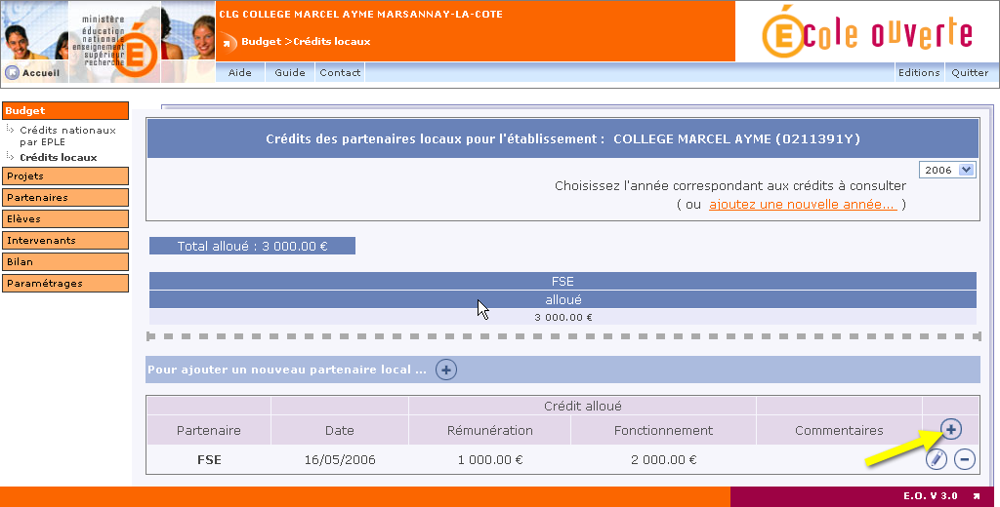 ministère
éducation
nationale
enseignement
supérieur
recherche
É
Accueil
CLG COLLEGE MARCEL AYME MARSANNAY-LA-COTE
Budget >Crédits locaux
École ouverte
Aide
Guide
Contact
Editions
Quitter
Budget
Crédits nationaux
par EPLE
Crédits locaux
Projets
Partenaires
Elèves
Intervenants
Bilan
Paramétrages
Crédits des partenaires locaux pour l'établissement : COLLEGE MARCEL AYME (0211391Y)
2006
Choisissez l'année correspondant aux crédits à consulter
( ou ajoutez une nouvelle année... )
Total alloué : 3 000.00 €
FSE
alloué
3 000.00 €
Pour ajouter un nouveau partenaire local ...
Crédit alloué
Partenaire Date Rémunération Fonctionnement Commentaires
FSE 16/05/2006 1 000.00 € 2 000.00 €
E.O. V 3.0